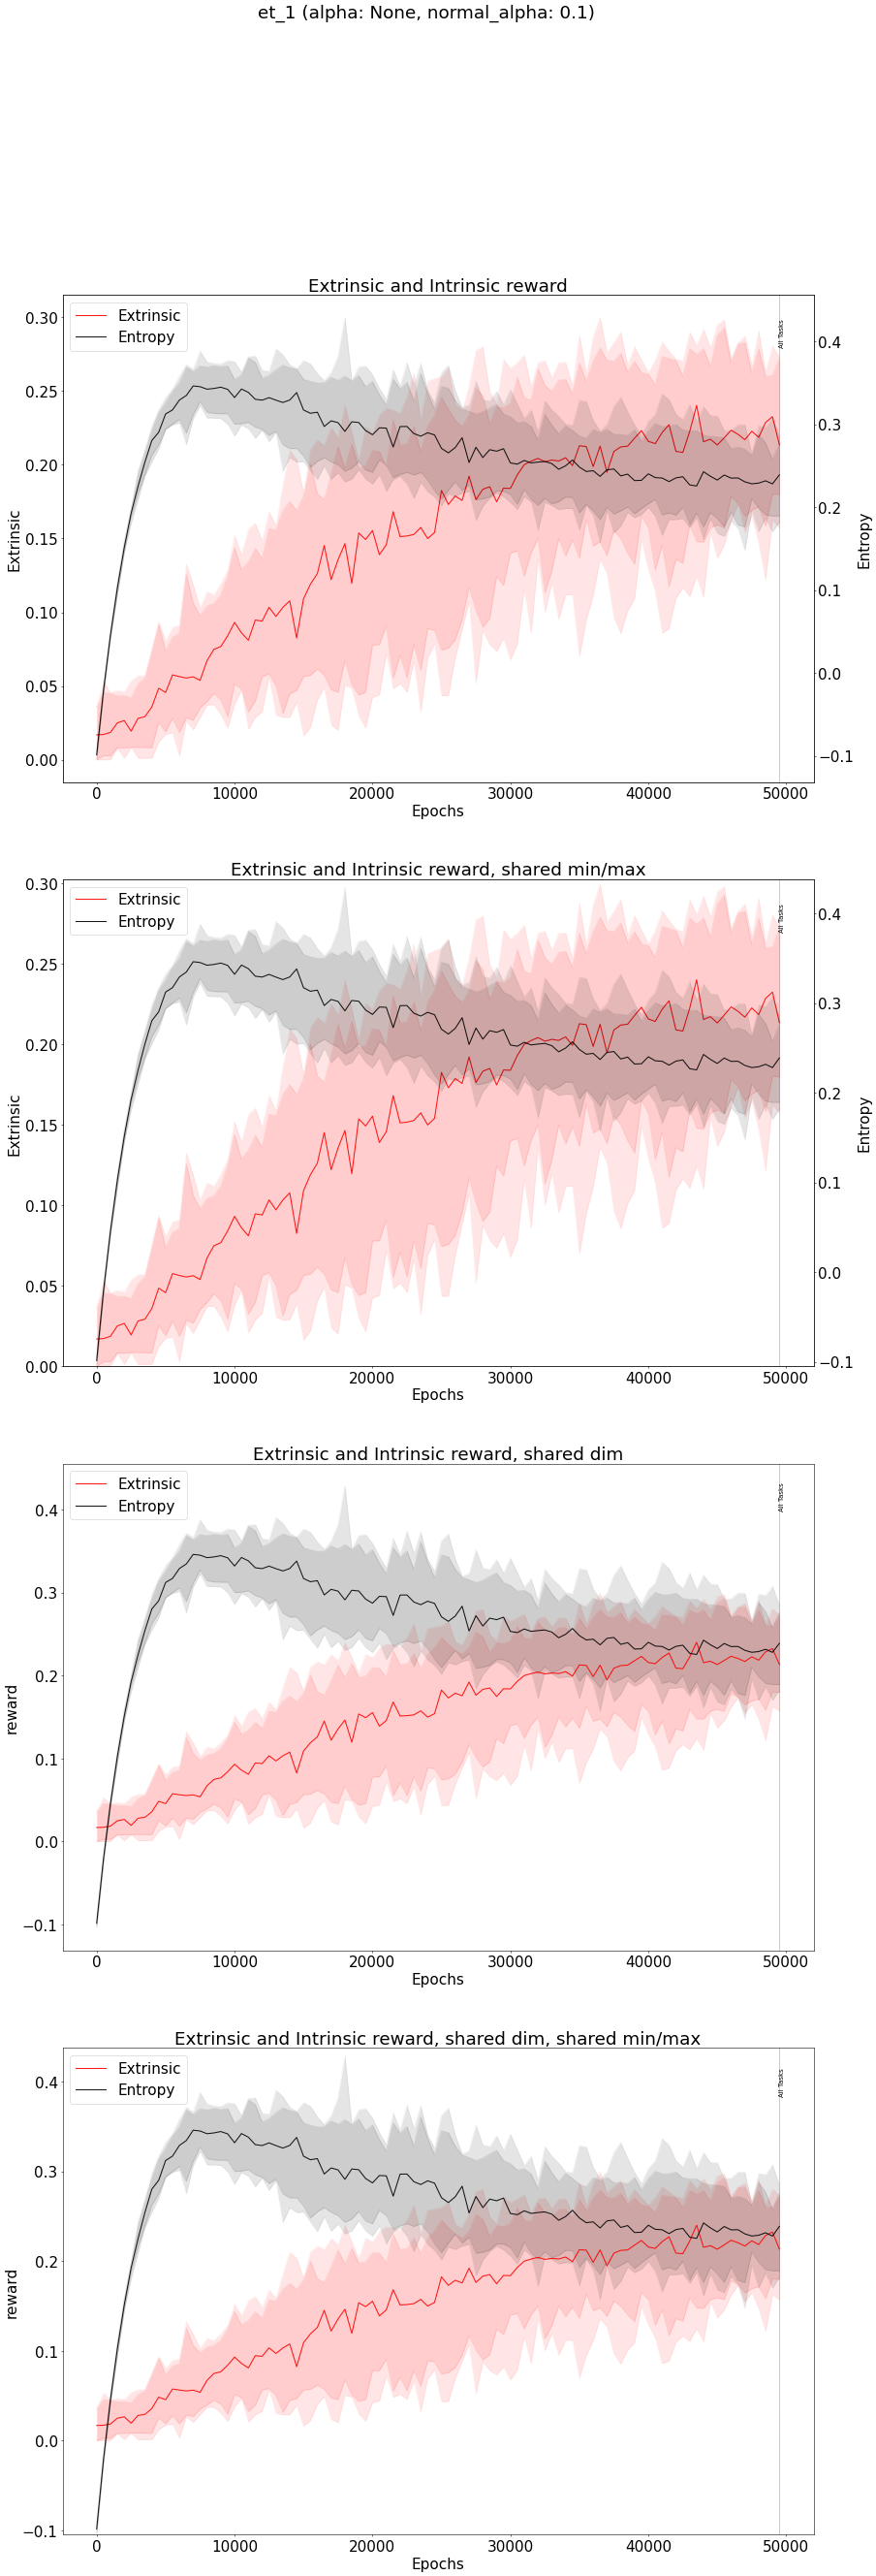 et_1 (alpha: None, normal_alpha: 0.1)
Extrinsic and Intrinsic reward
Extrinsic
Entropy
All Tasks
0.30
0.25
0.20
0.15
0.10
0.05
0.00
Extrinsic
0.4
0.3
0.2
0.1
0.0
−0.1
Entropy
0 10000 20000 30000 40000 50000
Epochs
Extrinsic and Intrinsic reward, shared min/max
Extrinsic
Entropy
All Tasks
0.30
0.25
0.20
0.15
0.10
0.05
0.00
Extrinsic
0.4
0.3
0.2
0.1
0.0
−0.1
Entropy
0 10000 20000 30000 40000 50000
Epochs
Extrinsic and Intrinsic reward, shared dim
Extrinsic
Entropy
All Tasks
0.4
0.3
0.2
0.1
0.0
−0.1
reward
0 10000 20000 30000 40000 50000
Epochs
Extrinsic and Intrinsic reward, shared dim, shared min/max
Extrinsic
Entropy
All Tasks
0.4
0.3
0.2
0.1
0.0
−0.1
reward
0 10000 20000 30000 40000 50000
Epochs